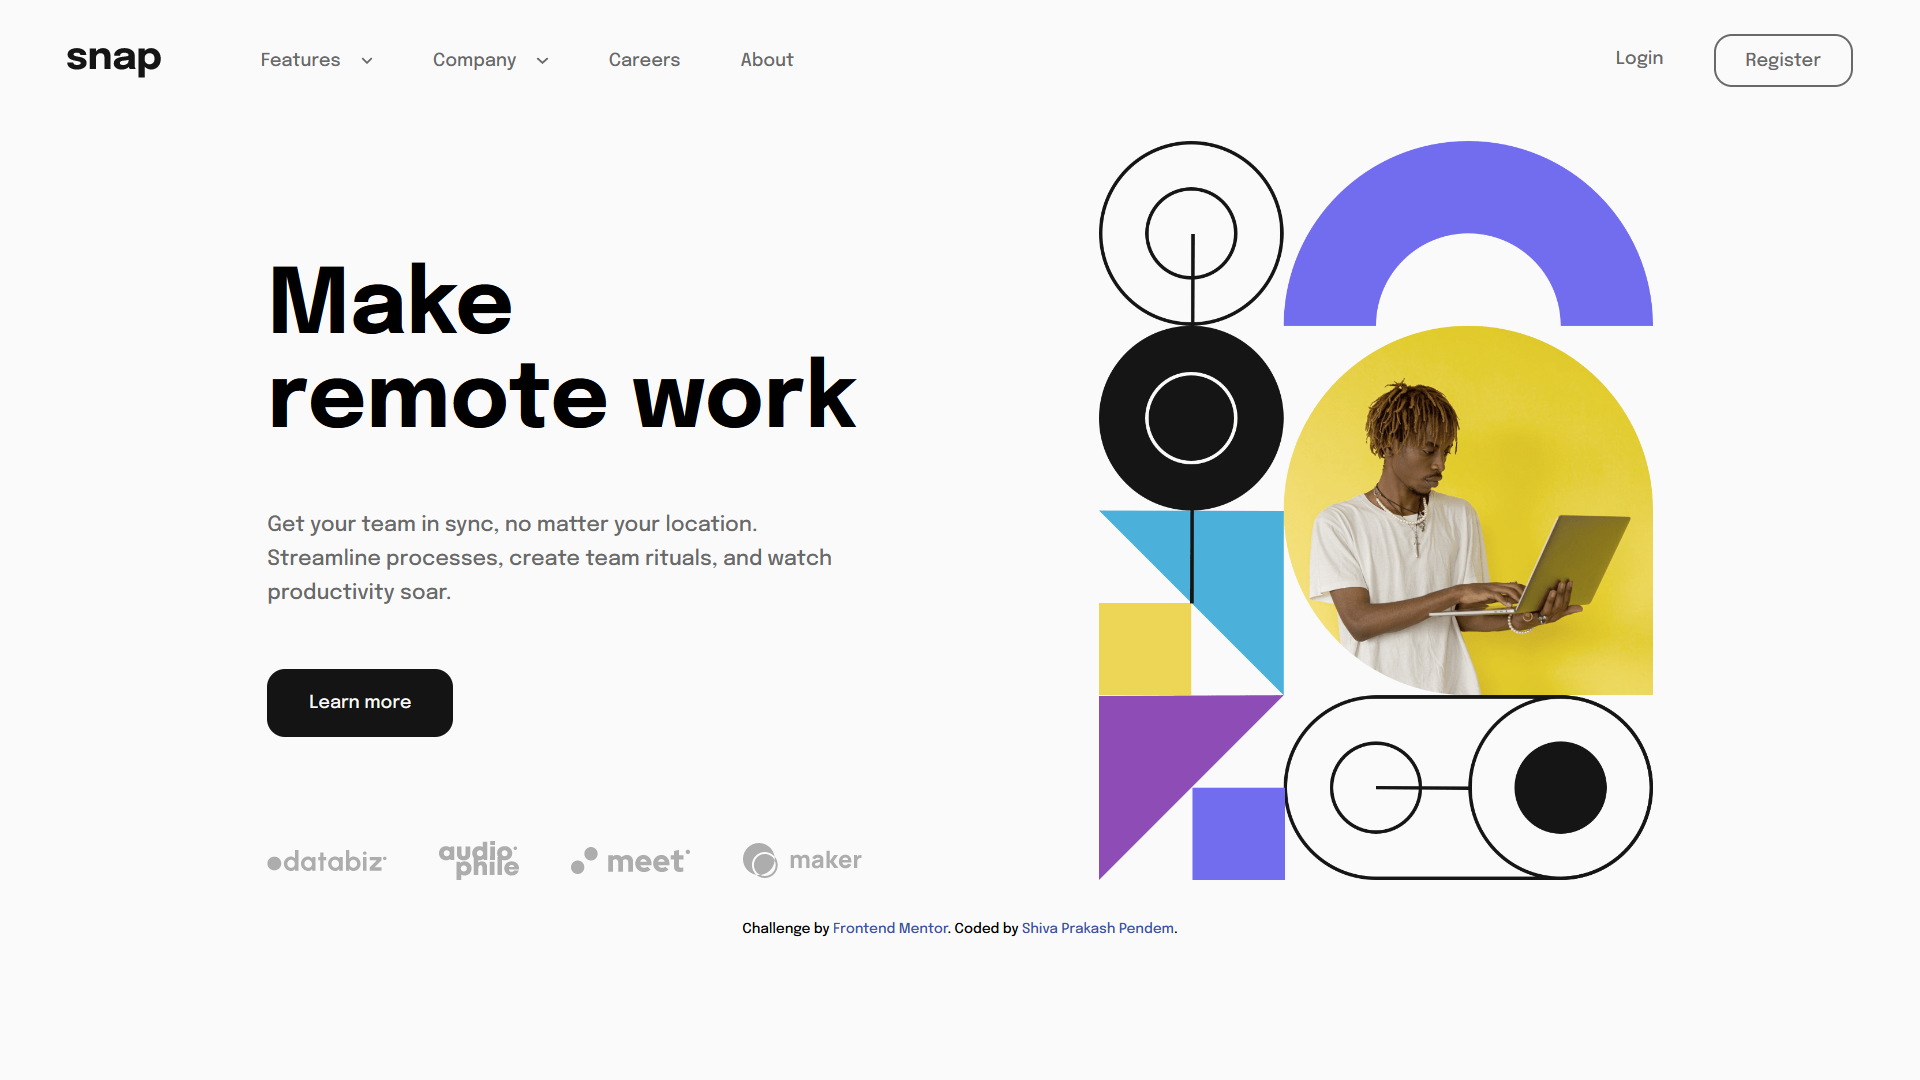 snap
Features
Company
Careers
About
Login
Register
Make
remote work
Get your team in sync, no matter your location.
Streamline processes, create team rituals, and watch
productivity soar.
Learn more
databiz
audio
phile
meet
maker
Challenge by Frontend Mentor. Coded by Shiva Prakash Pendem.